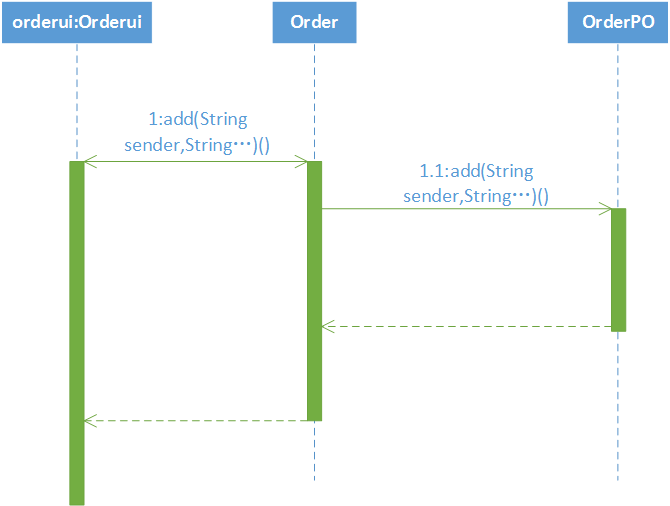 orderui:Orderui
Order
OrderPO
1:add(String
sender,String⋯)()
1.1:add(String
sender,String⋯)()